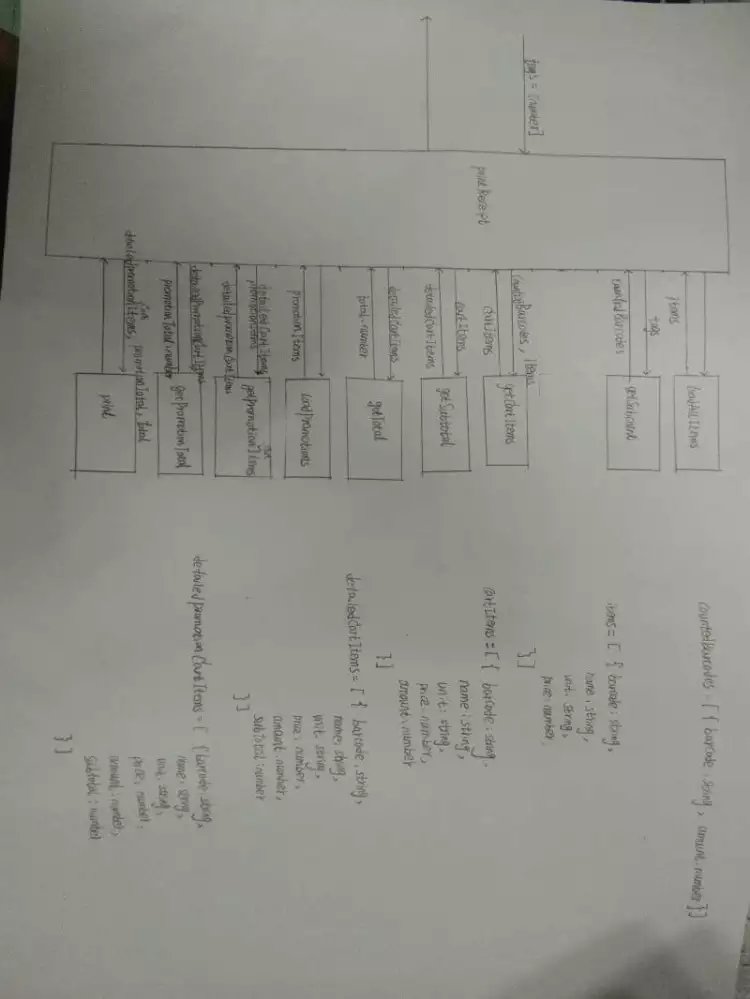 tags = [number]
printReceipt
items
loadAllItems
tags
countedBarcodes
countedBarcodes, items
cartItems
getCartItems
cartItems
detailedCartItems
getSubtotal
detailedCartItems
total: number
getTotal
promotionItems
loadPromotions
detailedCartItems
promotionItems
detailedPromotionCartItems
getPromotionItems
detailedPromotionCartItems
promotionTotal: number
getPromotionTotal
detailedPromotionItems, promotionTotal, total
print
countedBarcodes = [{ barcode: string, amount: number }]
items = [ { barcode: string,
name: string,
unit: string,
price: number,
}]
cartItems = [ { barcode: string,
name: string,
unit: string,
price: number,
amount: number
}]
detailedCartItems = [ { barcode: string,
name: string,
unit: string,
price: number,
amount: number,
subTotal: number
}]
detailedpromotionCartItems = [ { barcode: string,
name: string,
unit: string,
price: number,
amount: number,
subtotal: number
}]